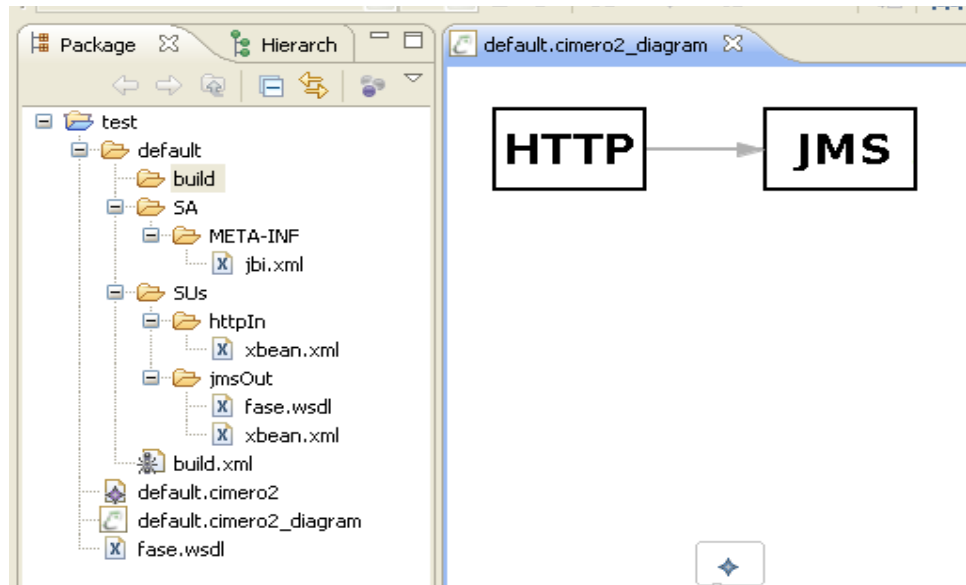 Package
Hierarch
default.cimero2_diagram
test
default
build
SA
META-INF
jbi.xml
SUs
httpIn
xbean.xml
jmsOut
fase.wsdl
xbean.xml
build.xml
default.cimero2
default.cimero2_diagram
fase.wsdl
HTTP
JMS